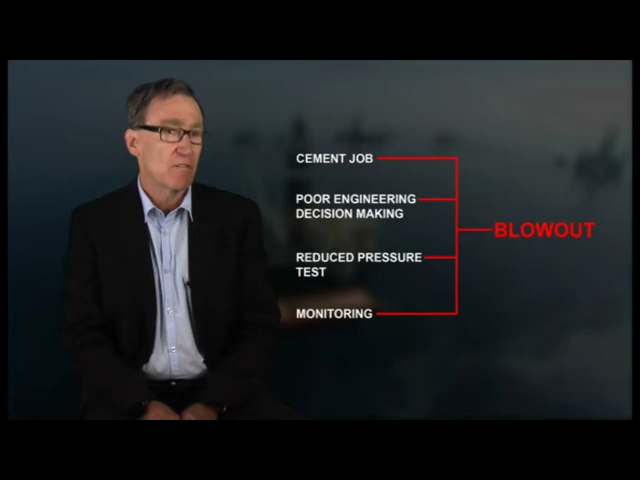 CEMENT JOB
POOR ENGINEERING
DECISION MAKING
REDUCED PRESSURE
TEST
MONITORING
BLOWOUT